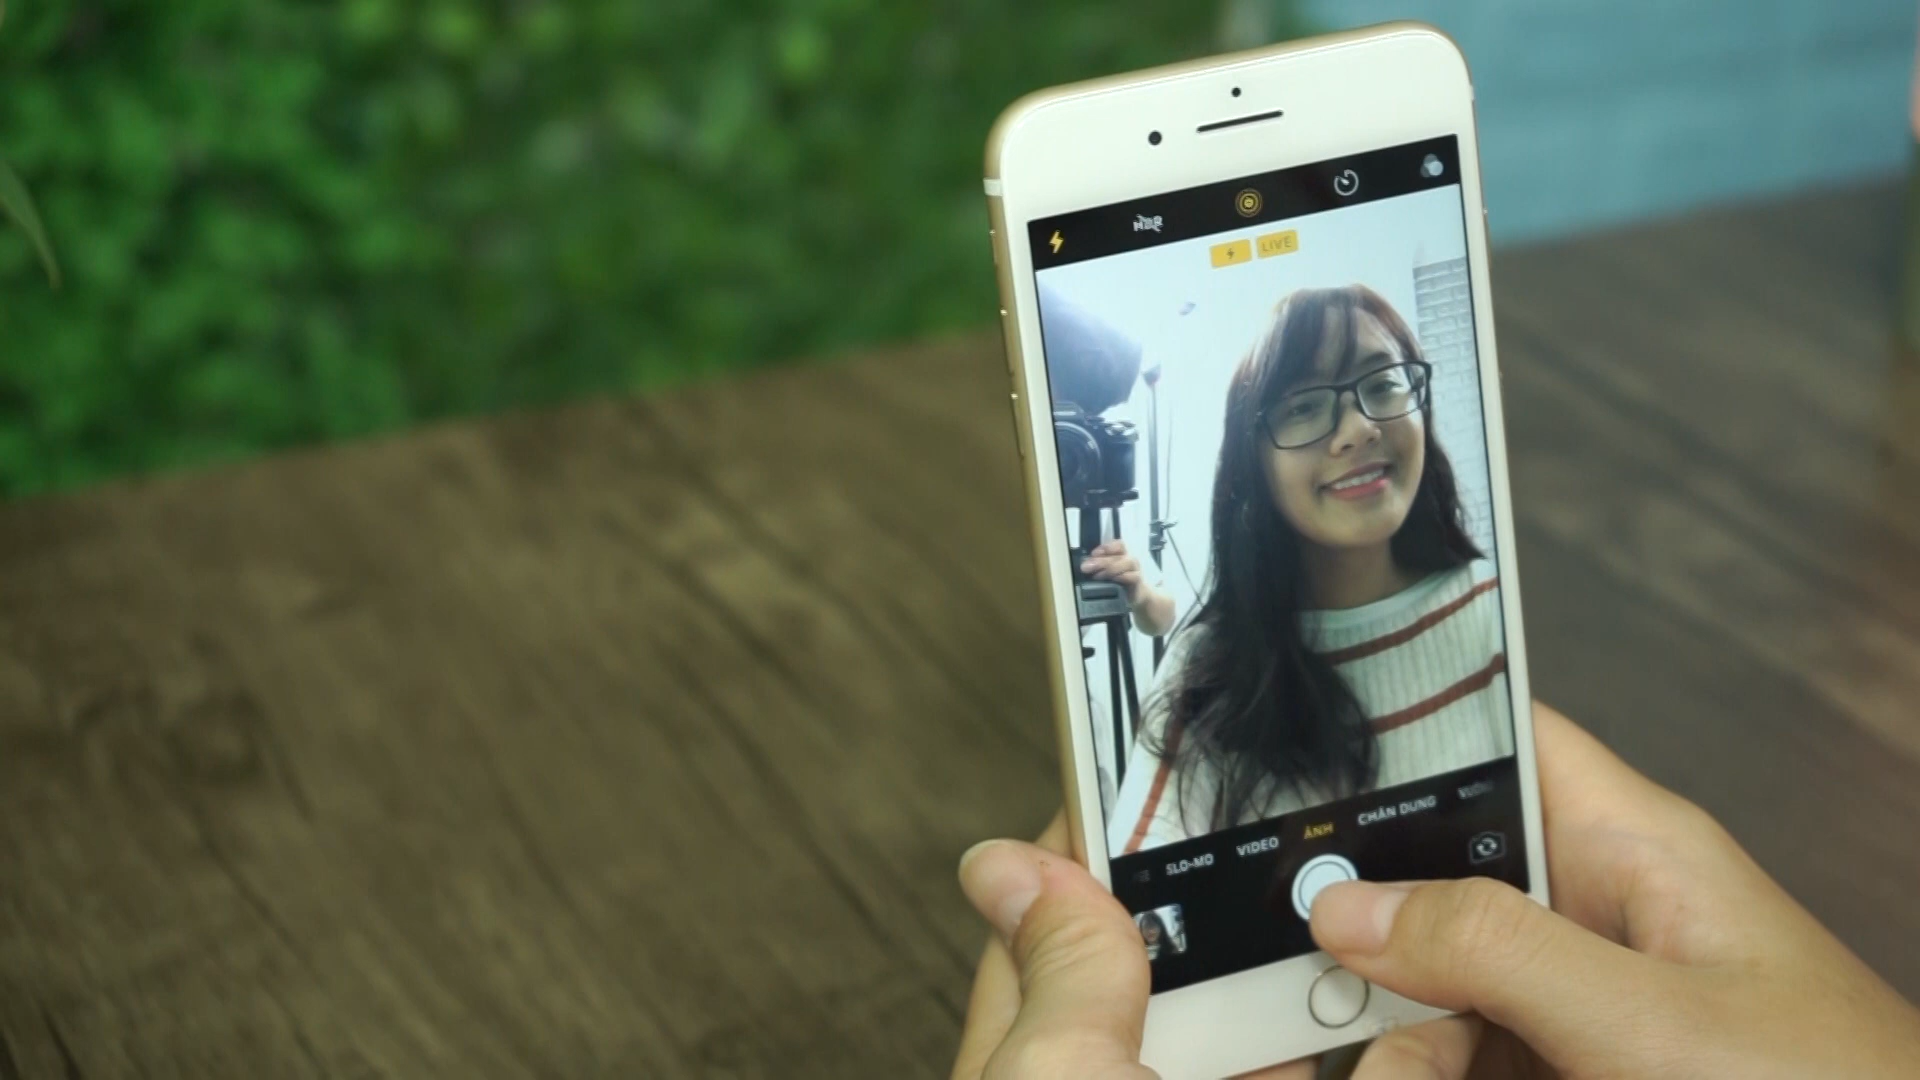 HDR
LIVE
SLO-MO VIDEO ẢNH CHÂN DUNG